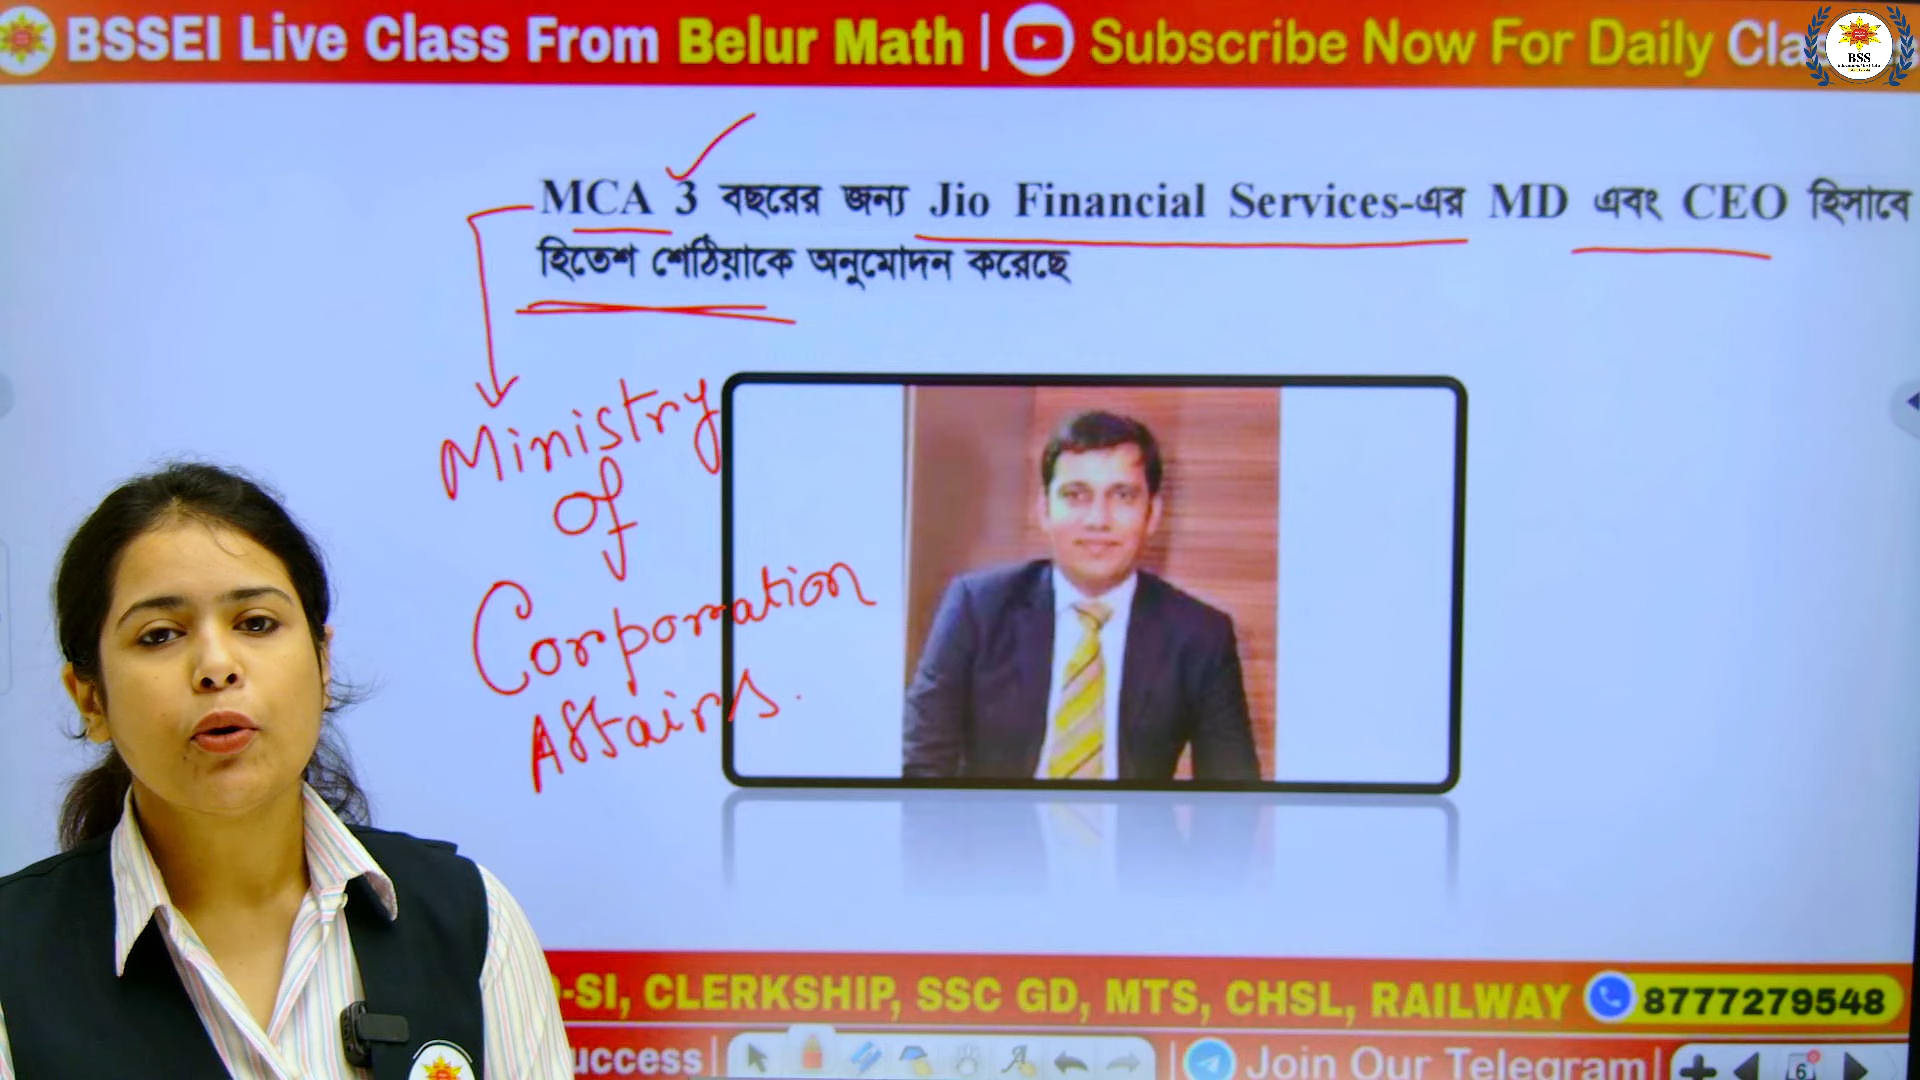 BSSEI Live Class From Belur Math | Subscribe Now For Daily Cla
BSS
MCA 3 বছরের জন্য Jio Financial Services-এর MD এবং CEO হিসাবে
হিতেশ শেঠিয়াকে অনুমোদন করেছে
Ministry
of
Corporation
Affairs.
-SI, CLERKSHIP, SSC GD, MTS, CHSL, RAILWAY 8777279548
uccess | Join Our Telegram |
6